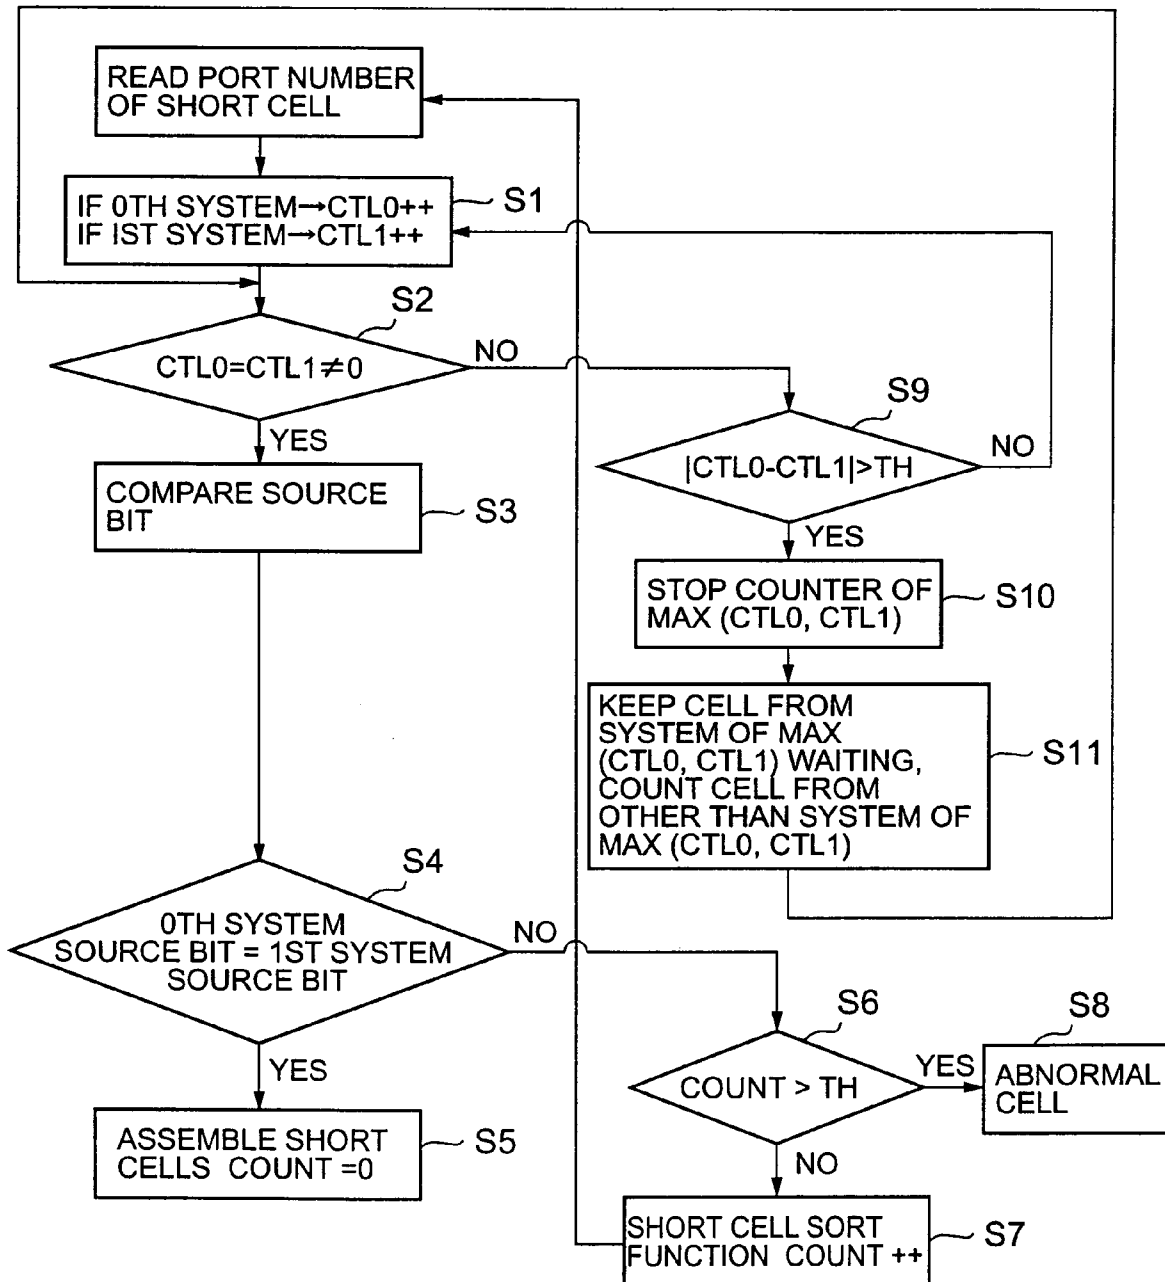 READ PORT NUMBER
OF SHORT CELL
IF 0TH SYSTEM→CTL0++
IF IST SYSTEM→CTL1++
S1
S2
CTL0=CTL1≠0
NO
YES
S9
|CTL0-CTL1|>TH
NO
YES
COMPARE SOURCE
BIT
S3
STOP COUNTER OF
MAX (CTL0, CTL1)
S10
KEEP CELL FROM
SYSTEM OF MAX
(CTL0, CTL1) WAITING,
COUNT CELL FROM
OTHER THAN SYSTEM OF
MAX (CTL0, CTL1)
S11
S4
0TH SYSTEM
SOURCE BIT = 1ST SYSTEM
SOURCE BIT
NO
YES
S6
COUNT > TH
YES
NO
S8
ABNORMAL
CELL
ASSEMBLE SHORT
CELLS COUNT =0
S5
SHORT CELL SORT
FUNCTION COUNT ++
S7